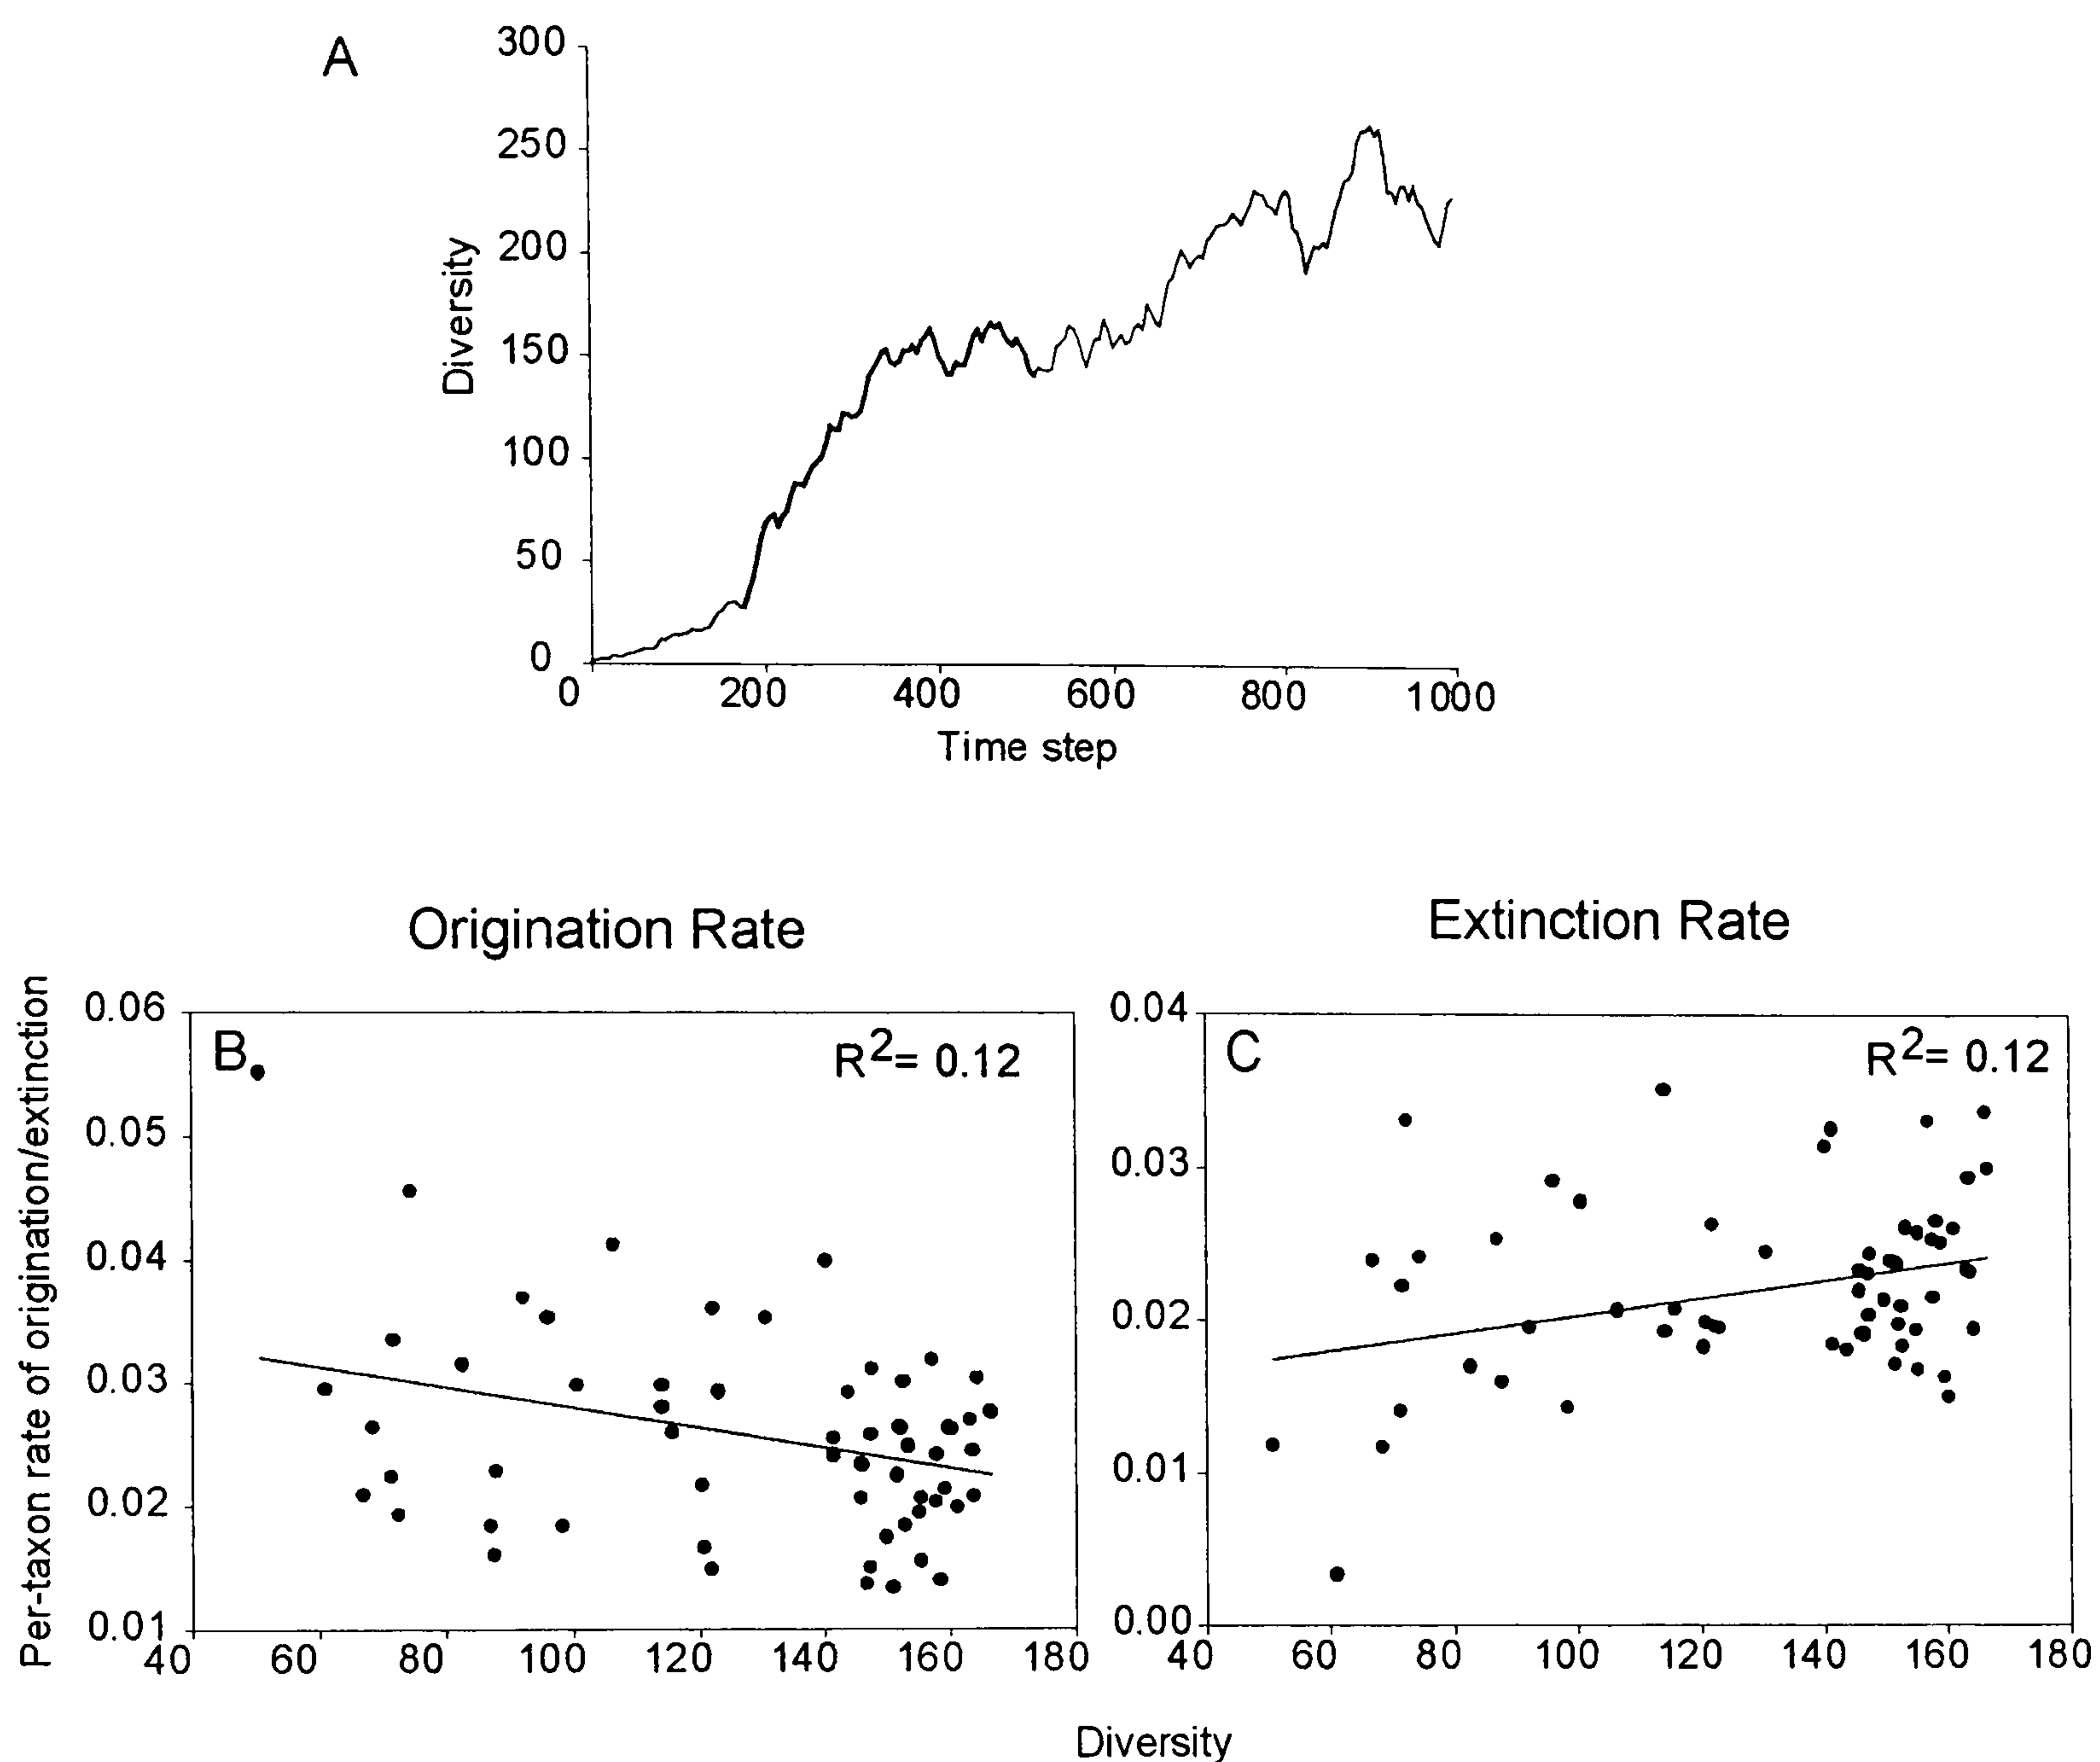 A
300
250
200
150
100
50
0
Diversity
0 200 400 600 800 1000
Time step
Origination Rate
Extinction Rate
Per-taxon rate of origination/extinction
0.06
0.05
0.04
0.03
0.02
0.01
B
R2= 0.12
40 60 80 100 120 140 160 180
0.04
0.03
0.02
0.01
0.00
C
R2= 0.12
40 60 80 100 120 140 160 180
Diversity